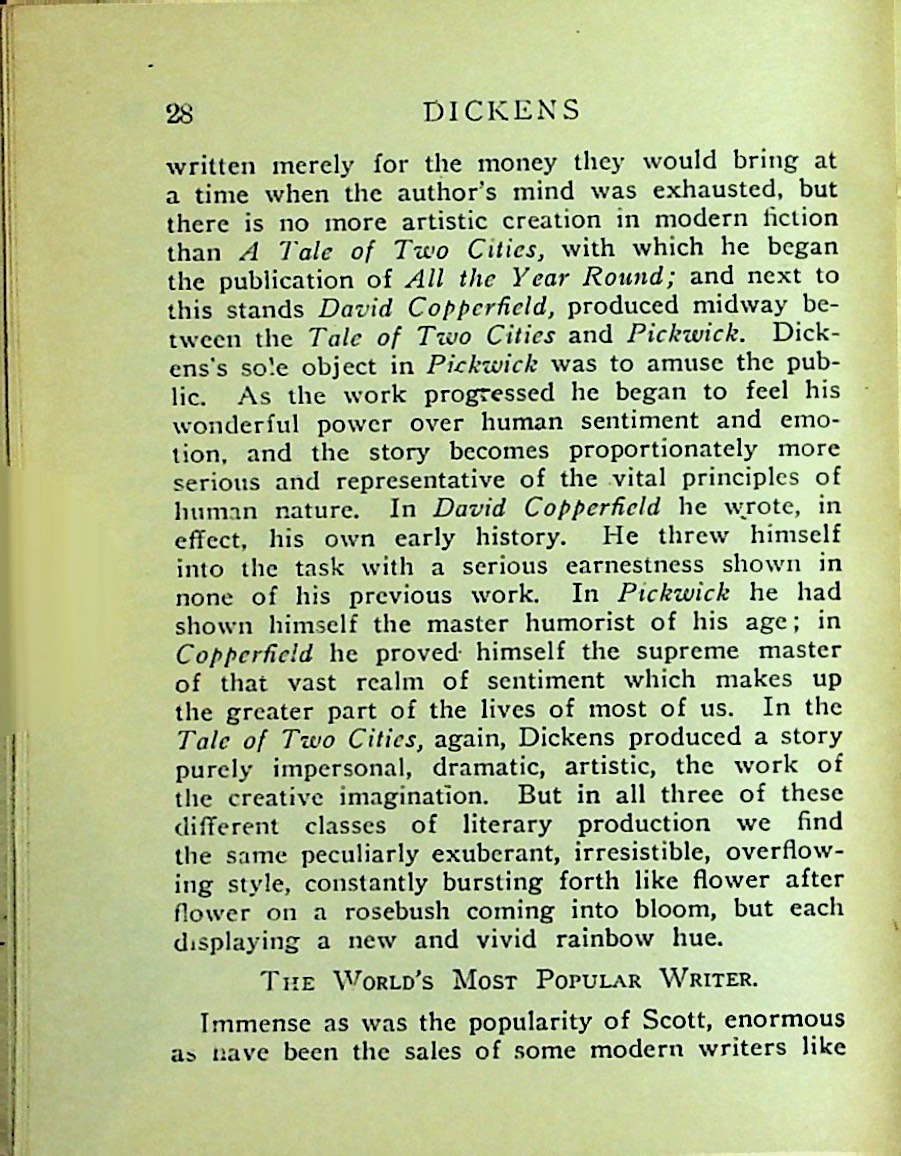 28 DICKENS
written merely for the money they would bring at
a time when the author's mind was exhausted, but
there is no more artistic creation in modern fiction
than A Tale of Two Cities, with which he began
the publication of All the Year Round; and next to
this stands David Copperfield, produced midway be-
tween the Tale of Two Cities and Pickwick. Dick-
ens's sole object in Pickwick was to amuse the pub-
lic. As the work progressed he began to feel his
wonderful power over human sentiment and emo-
tion, and the story becomes proportionately more
serious and representative of the vital principles of
human nature. In David Copperfield he wrote, in
effect, his own early history. He threw himself
into the task with a serious earnestness shown in
none of his previous work. In Pickwick he had
shown himself the master humorist of his age; in
Copperfield he proved himself the supreme master
of that vast realm of sentiment which makes up
the greater part of the lives of most of us. In the
Tale of Two Cities, again, Dickens produced a story
purely impersonal, dramatic, artistic, the work of
the creative imagination. But in all three of these
different classes of literary production we find
the same peculiarly exuberant, irresistible, overflow-
ing style, constantly bursting forth like flower after
flower on a rosebush coming into bloom, but each
displaying a new and vivid rainbow hue.
THE WORLD'S MOST POPULAR WRITER.
Immense as was the popularity of Scott, enormous
as have been the sales of some modern writers like